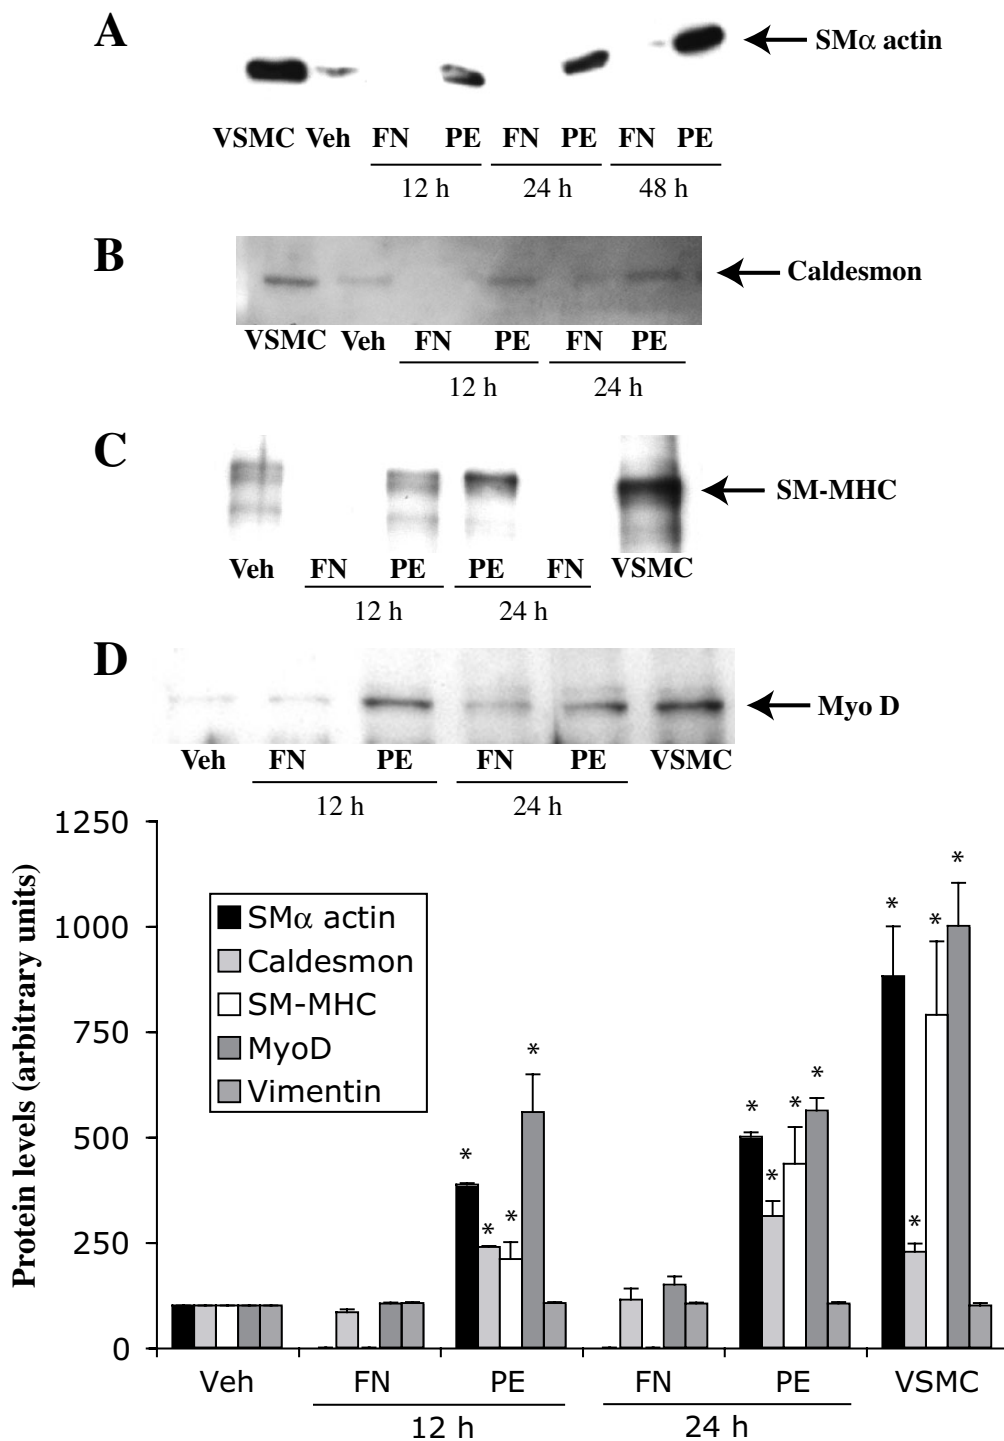 A
SMα actin
VSMC Veh FN PE FN PE FN PE
12 h 24 h 48 h
B
Caldesmon
VSMC Veh FN PE FN PE
12 h 24 h
C
SM-MHC
Veh FN PE PE FN VSMC
12 h 24 h
D
Myo D
Veh FN PE FN PE VSMC
12 h 24 h
Protein levels (arbitrary units)
1250
1000
750
500
250
0
SMα actin
Caldesmon
SM-MHC
MyoD
Vimentin
* * * *
* * * *
* * * *
Veh FN PE FN PE VSMC
12 h 24 h